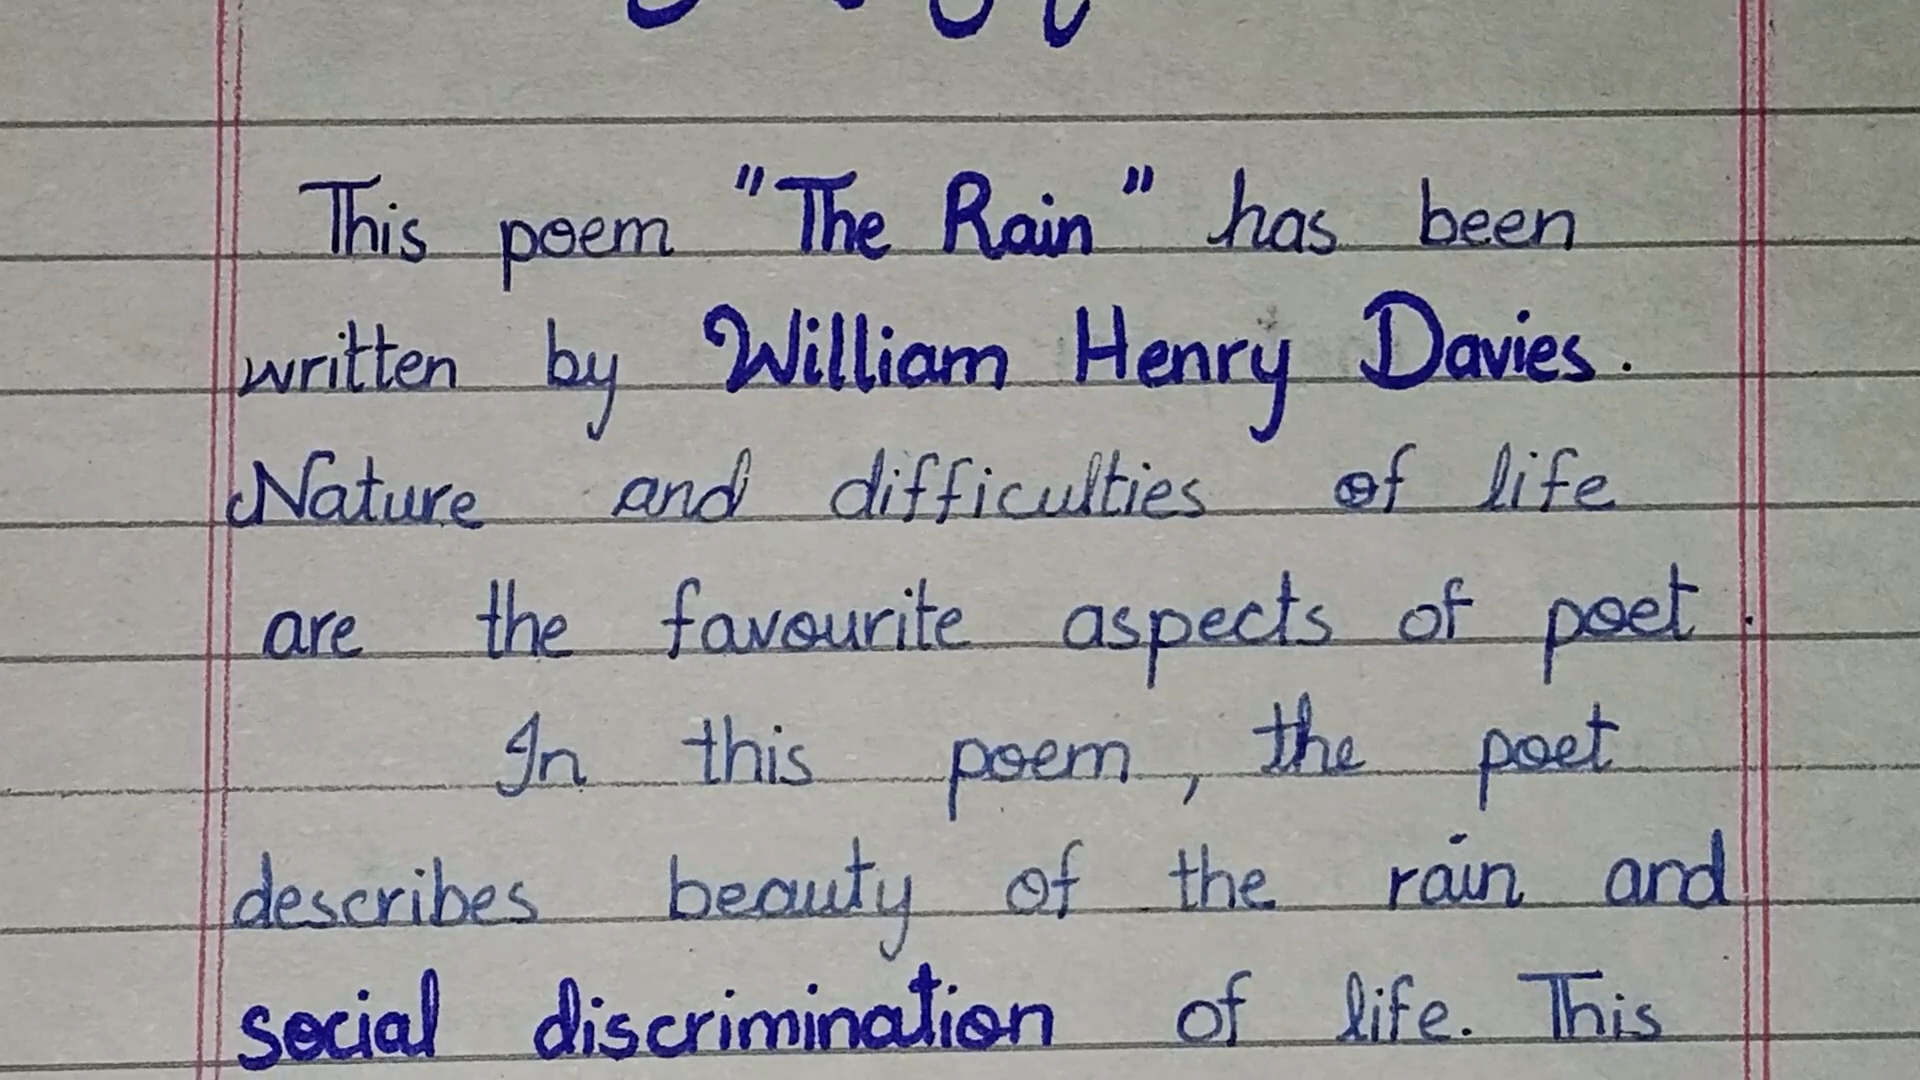 This poem "The Rain" has been
written by William Henry Davies.
Nature and difficulties of life
are the favourite aspects of poet.
In this poem, the poet
describes beauty of the rain and
social discrimination of life. This